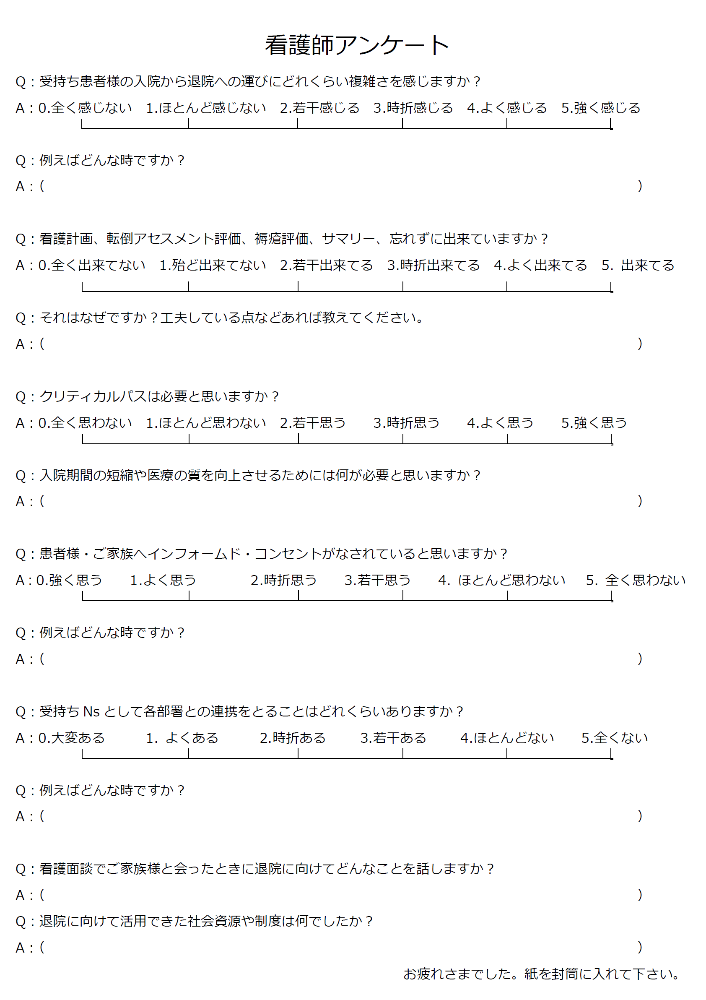 看護師アンケート
Q：受持ち患者様の入院から退院への運びにどれくらい複雑さを感じますか？
A：0.全く感じない　1.ほとんど感じない　2.若干感じる　3.時折感じる　4.よく感じる　5.強く感じる
Q：例えばどんな時ですか？
A：（　）
Q：看護計画、転倒アセスメント評価、褥瘡評価、サマリー、忘れずに出来ていますか？
A：0.全く出来てない　1.殆ど出来てない　2.若干出来てる　3.時折出来てる　4.よく出来てる　5. 出来てる
Q：それはなぜですか？工夫している点などあれば教えてください。
A：（　）
Q：クリティカルパスは必要と思いますか？
A：0.全く思わない　1.ほとんど思わない　2.若干思う　3.時折思う　4.よく思う　5.強く思う
Q：入院期間の短縮や医療の質を向上させるためには何が必要と思いますか？
A：（　）
Q：患者様・ご家族へインフォームド・コンセントがなされていると思いますか？
A：0.強く思う　1.よく思う　2.時折思う　3.若干思う　4. ほとんど思わない　5. 全く思わない
Q：例えばどんな時ですか？
A：（　）
Q：受持ち Ns として各部署との連携をとることはどれくらいありますか？
A：0.大変ある　1. よくある　2.時折ある　3.若干ある　4.ほとんどない　5.全くない
Q：例えばどんな時ですか？
A：（　）
Q：看護面談でご家族様と会ったときに退院に向けてどんなことを話しますか？
A：（　）
Q：退院に向けて活用できた社会資源や制度は何でしたか？
A：（　）
お疲れさまでした。紙を封筒に入れて下さい。